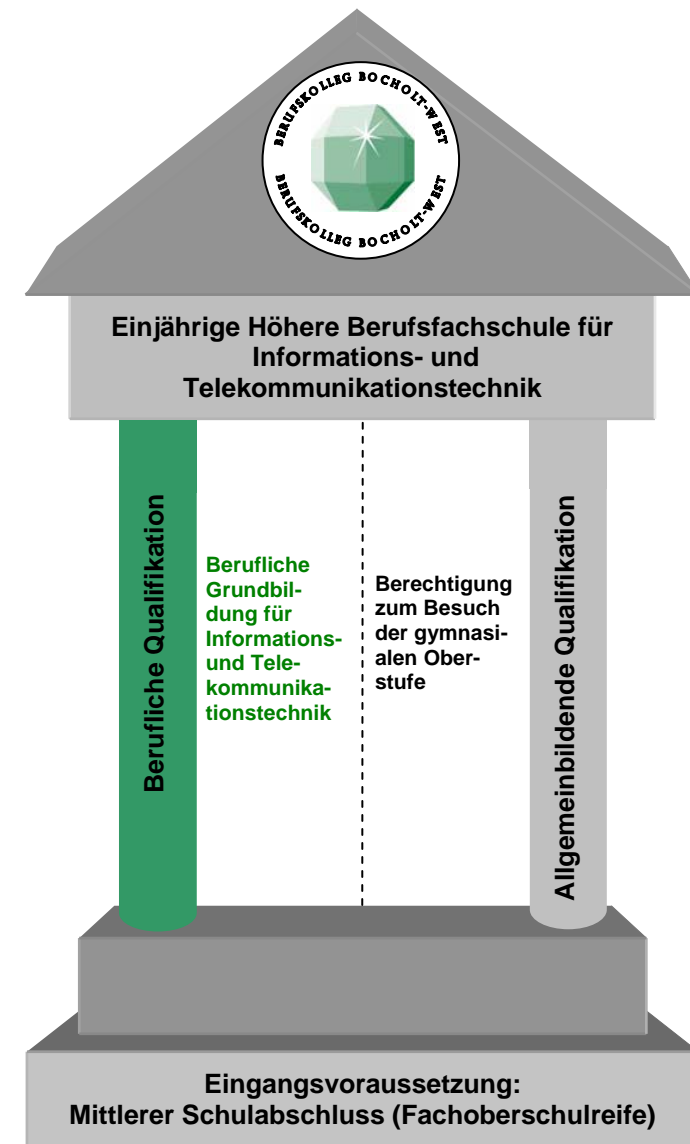 BERUFSKOLLEG BOCHOLT-WEST
BERUFSKOLLEG BOCHOLT-WEST
Einjährige Höhere Berufsfachschule für
Informations- und
Telekommunikationstechnik
Berufliche Qualifikation
Berufliche
Grundbil-
dung für
Informations-
und Tele-
kommunika-
tionstechnik
Berechtigung
zum Besuch
der gymnasi-
alen Ober-
stufe
Allgemeinbildende Qualifikation
Eingangsvoraussetzung:
Mittlerer Schulabschluss (Fachoberschulreife)